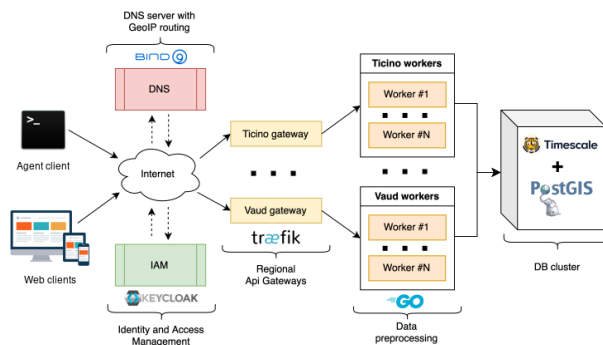 DNS server with
GeoIP routing
BIND 9
DNS
>_
Agent client
Internet
Web clients
IAM
KEYCLOAK
Identity and Access
Management
Ticino gateway
Vaud gateway
træfik
Regional
Api Gateways
Ticino workers
Worker #1
Worker #N
Vaud workers
Worker #1
Worker #N
GO
Data
preprocessing
Timescale
+
PostGIS
DB cluster